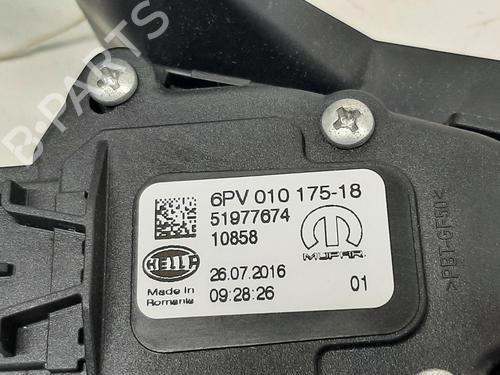 B-PARTS
6PV 010 175-18
51977674
10858
HELLA
MOPAR
26.07.2016
Made in
Romania
09:28:26
01
>PBT-GF50<